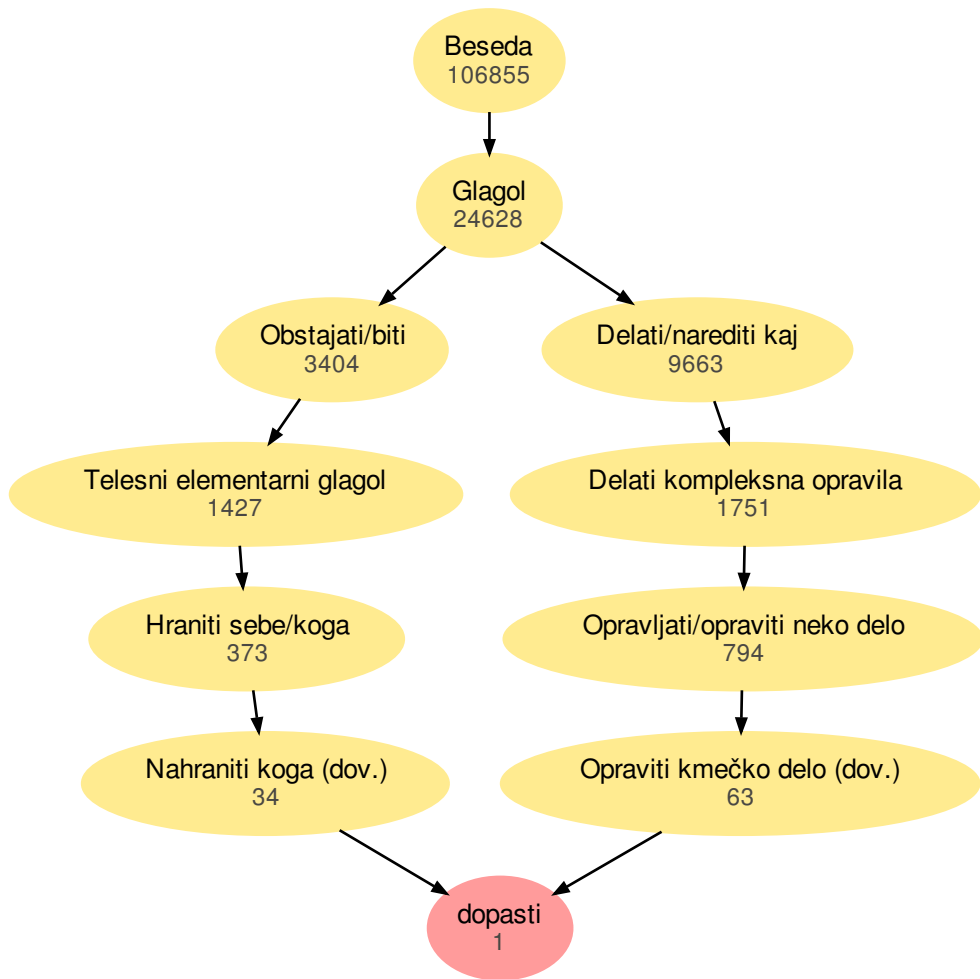 Beseda
106855
Glagol
24628
Obstajati/biti
3404
Delati/narediti kaj
9663
Telesni elementarni glagol
1427
Delati kompleksna opravila
1751
Hraniti sebe/koga
373
Opravljati/opraviti neko delo
794
Nahraniti koga (dov.)
34
Opraviti kmečko delo (dov.)
63
dopasti
1